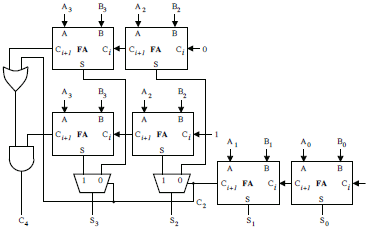 A3 B3 A2 B2
A B A B
Ci+1 FA Ci Ci+1 FA Ci 0
S S
A3 B3 A2 B2
A B A B
Ci+1 FA Ci Ci+1 FA Ci 1
S S
A1 B1 A0 B0
A B A B
Ci+1 FA Ci Ci+1 FA Ci
S S
1 0 1 0
C2
C4 S3 S2 S1 S0